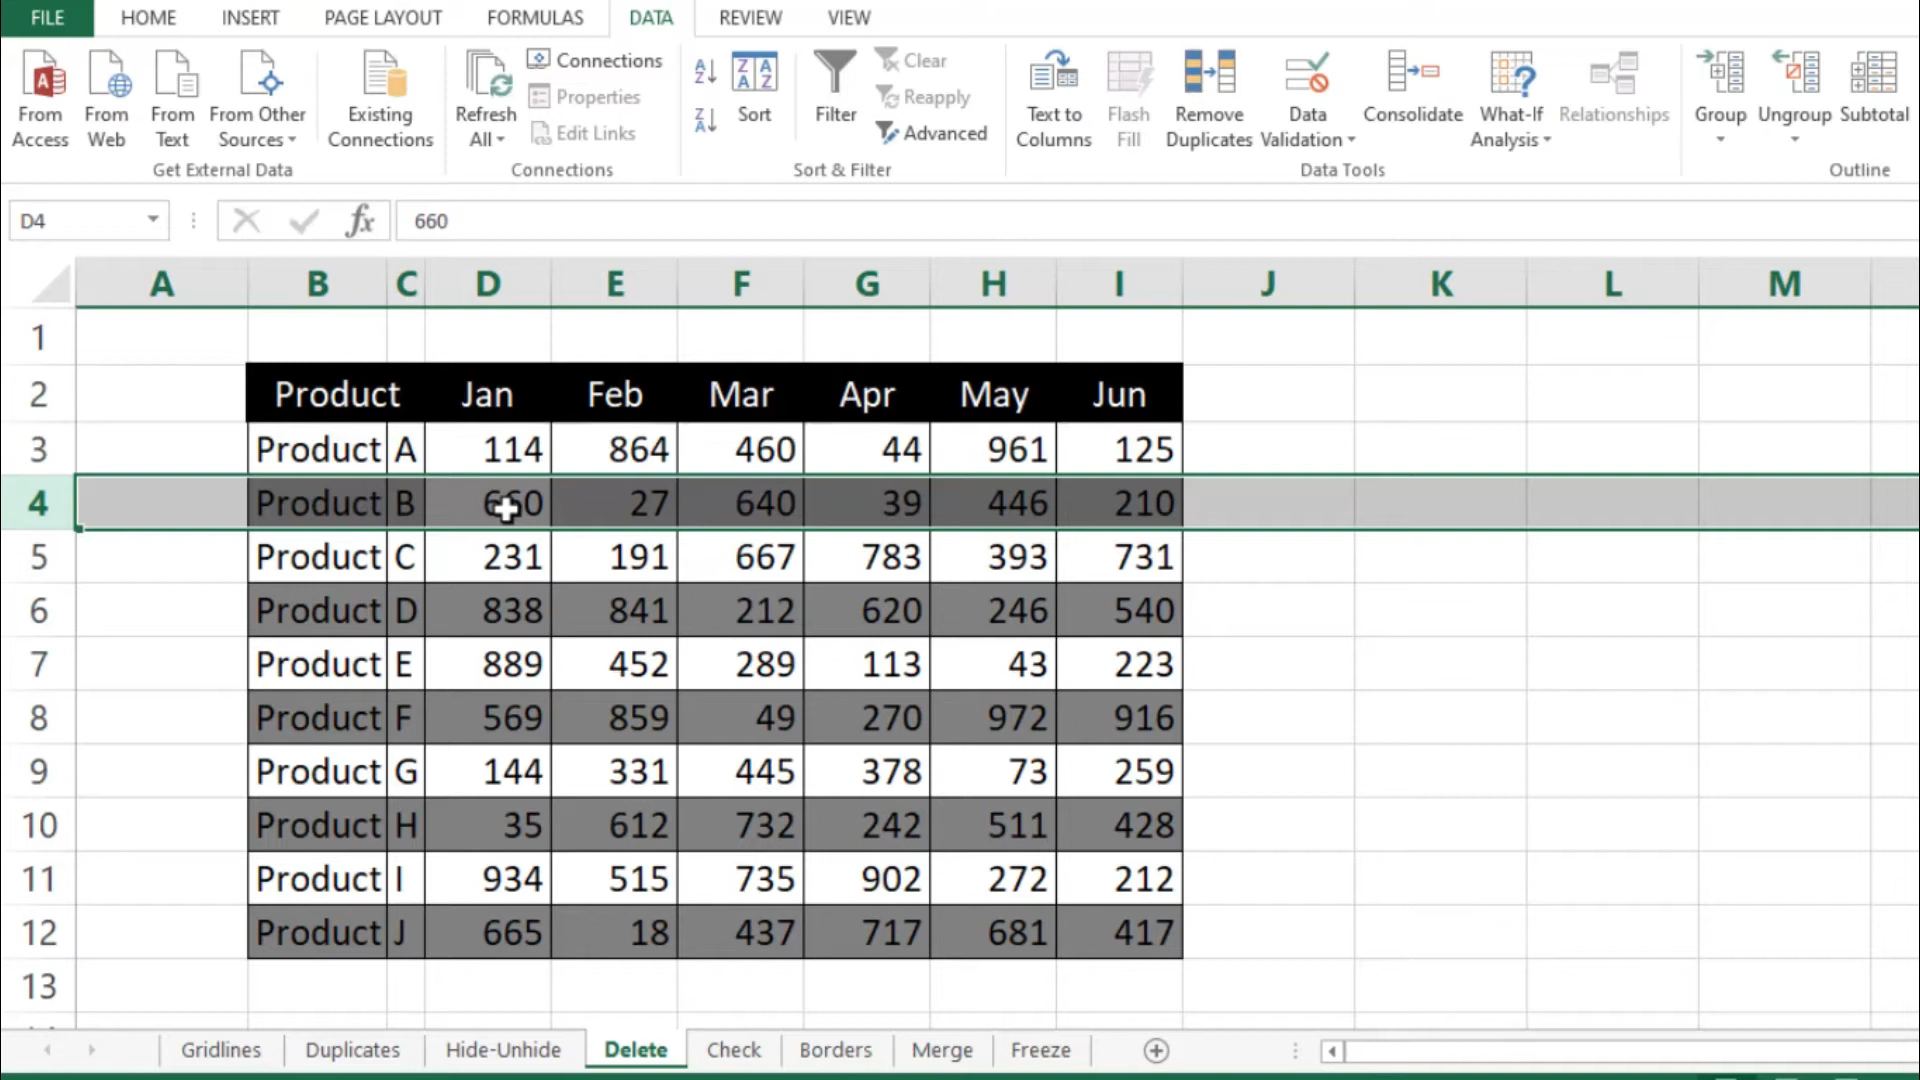 FILE HOME INSERT PAGE LAYOUT FORMULAS DATA REVIEW VIEW
From Access
From Web
From Text
From Other Sources
Get External Data
Existing Connections
Refresh All
Connections
Properties
Edit Links
Connections
A Z
Z A
Z A A Z
Sort
Filter
Clear
Reapply
Advanced
Sort & Filter
Text to Columns
Flash Fill
Remove Duplicates
Data Validation
Consolidate
What-If Analysis
Relationships
Data Tools
Group
Ungroup
Subtotal
Outline
D4 fx 660
A B C D E F G H I J K L M
1
2 Product Jan Feb Mar Apr May Jun
3 Product A 114 864 460 44 961 125
4 Product B 660 27 640 39 446 210
5 Product C 231 191 667 783 393 731
6 Product D 838 841 212 620 246 540
7 Product E 889 452 289 113 43 223
8 Product F 569 859 49 270 972 916
9 Product G 144 331 445 378 73 259
10 Product H 35 612 732 242 511 428
11 Product I 934 515 735 902 272 212
12 Product J 665 18 437 717 681 417
13
Gridlines Duplicates Hide-Unhide Delete Check Borders Merge Freeze